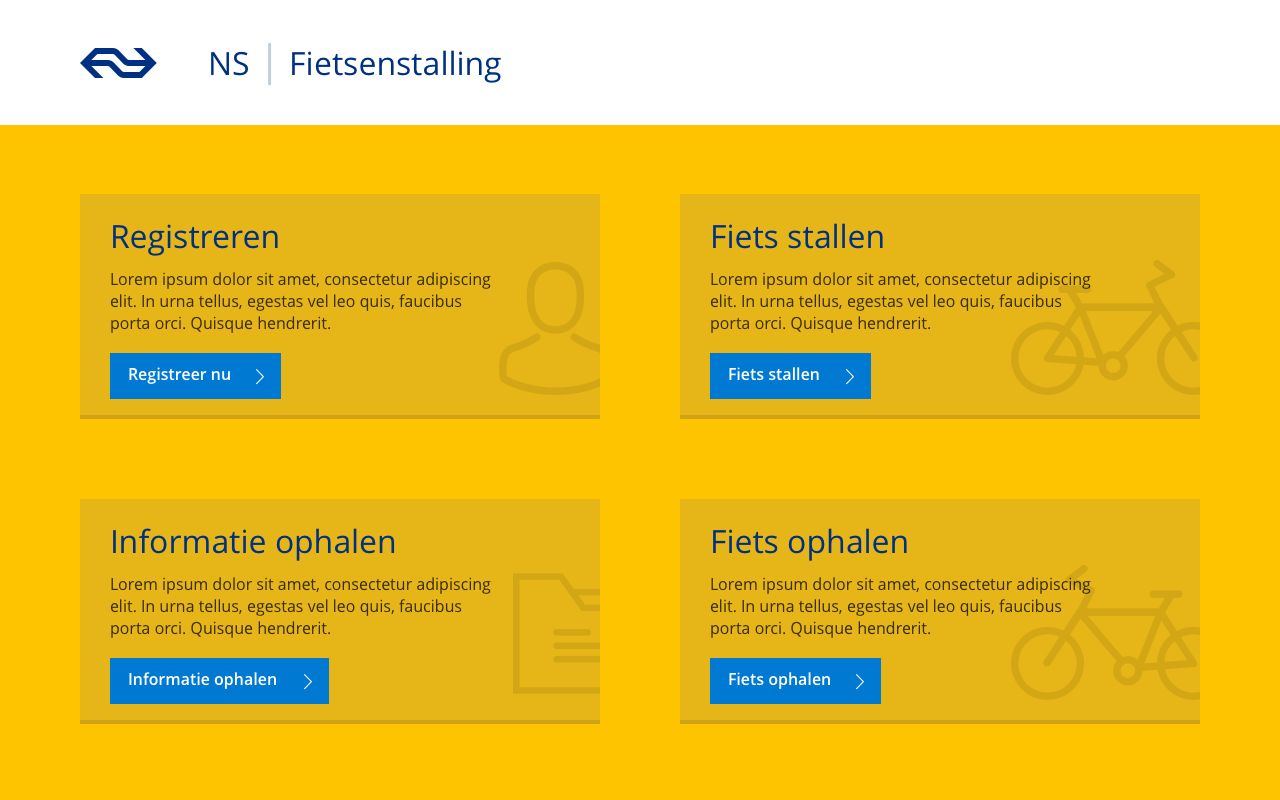 NS Fietsenstalling
Registreren
Lorem ipsum dolor sit amet, consectetur adipiscing
elit. In urna tellus, egestas vel leo quis, faucibus
porta orci. Quisque hendrerit.
Registreer nu
Fiets stallen
Lorem ipsum dolor sit amet, consectetur adipiscing
elit. In urna tellus, egestas vel leo quis, faucibus
porta orci. Quisque hendrerit.
Fiets stallen
Informatie ophalen
Lorem ipsum dolor sit amet, consectetur adipiscing
elit. In urna tellus, egestas vel leo quis, faucibus
porta orci. Quisque hendrerit.
Informatie ophalen
Fiets ophalen
Lorem ipsum dolor sit amet, consectetur adipiscing
elit. In urna tellus, egestas vel leo quis, faucibus
porta orci. Quisque hendrerit.
Fiets ophalen